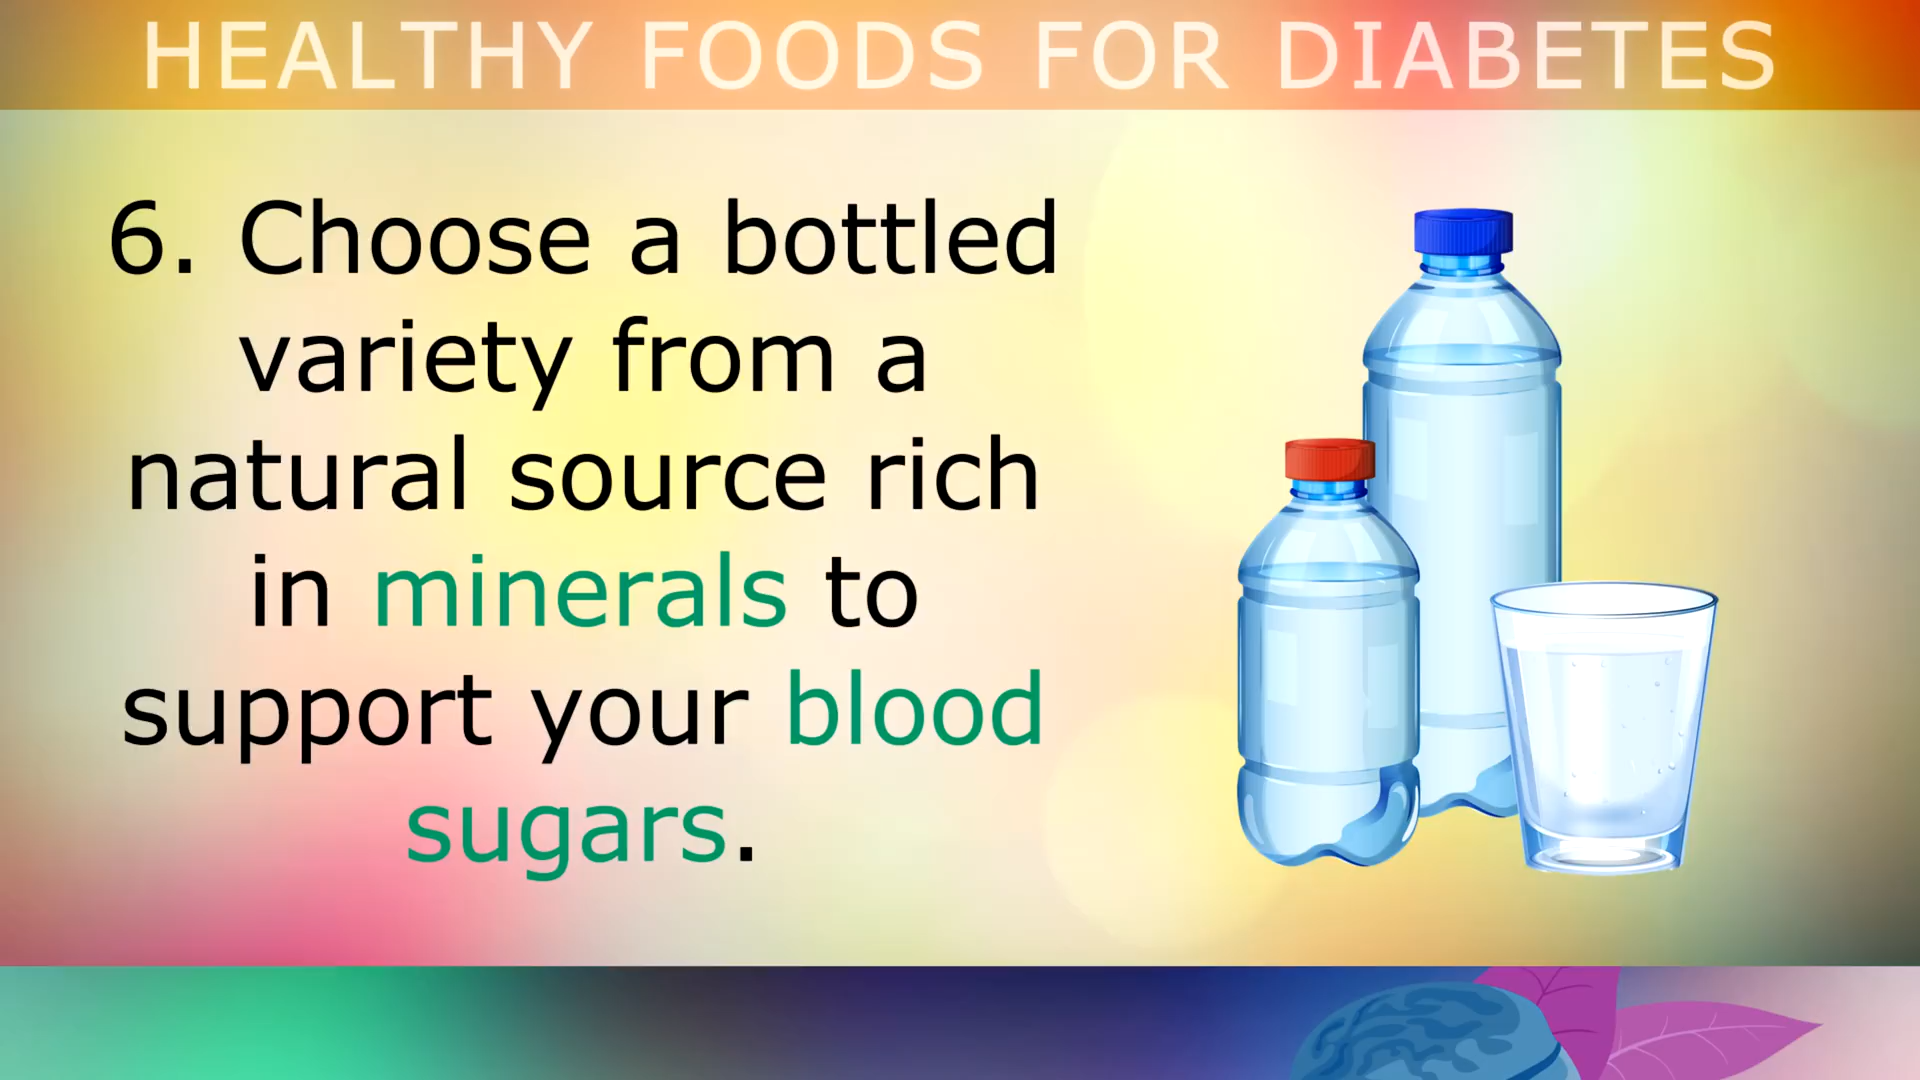 HEALTHY FOODS FOR DIABETES
6. Choose a bottled
variety from a
natural source rich
in minerals to
support your blood
sugars.